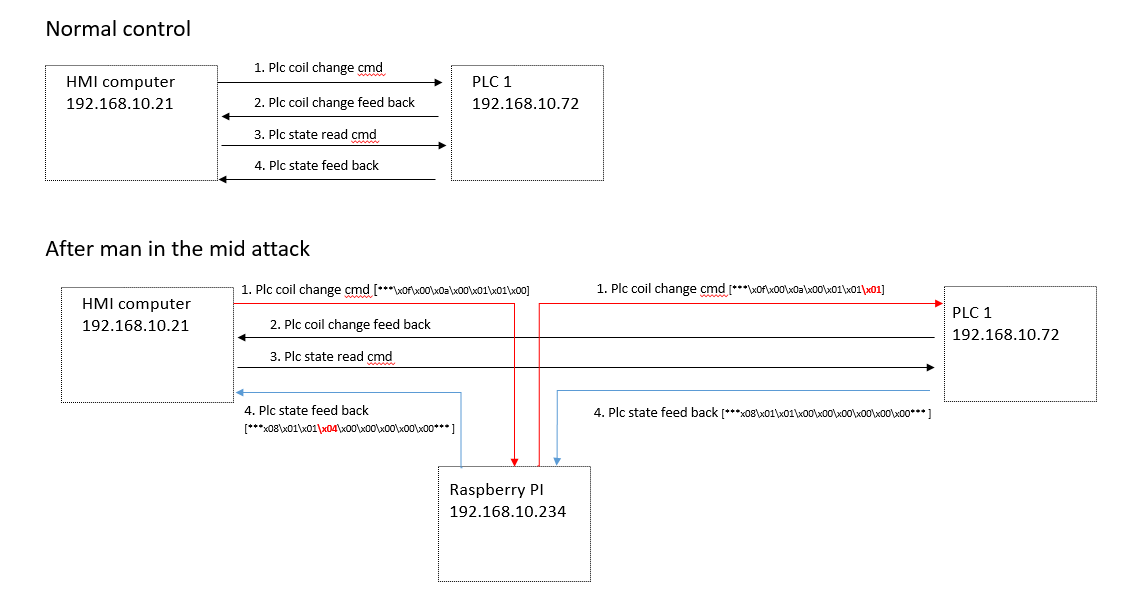 Normal control
HMI computer
192.168.10.21
1. Plc coil change cmd
2. Plc coil change feed back
3. Plc state read cmd
4. Plc state feed back
PLC 1
192.168.10.72
After man in the mid attack
HMI computer
192.168.10.21
1. Plc coil change cmd [***\x0f\x00\x0a\x00\x01\x01\x00]
1. Plc coil change cmd [***\x0f\x00\x0a\x00\x01\x01\x01]
2. Plc coil change feed back
3. Plc state read cmd
PLC 1
192.168.10.72
4. Plc state feed back
[***x08\x01\x01\x04\x00\x00\x00\x00\x00*** ]
4. Plc state feed back [***x08\x01\x01\x00\x00\x00\x00\x00\x00*** ]
Raspberry PI
192.168.10.234